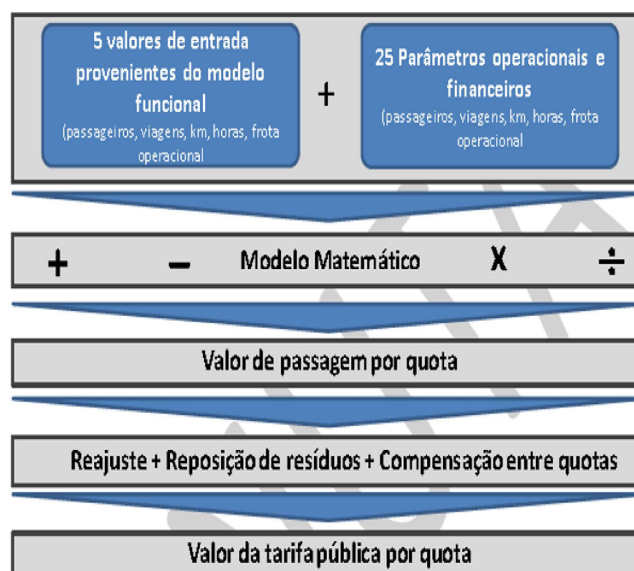 5 valores de entrada
provenientes do modelo
funcional
(passageiros, viagens, km, horas, frota
operacional
+
25 Parâmetros operacionais e
financeiros
(passageiros, viagens, km, horas, frota
operacional
+ − Modelo Matemático X ÷
Valor de passagem por quota
Reajuste + Reposição de resíduos + Compensação entre quotas
Valor da tarifa pública por quota